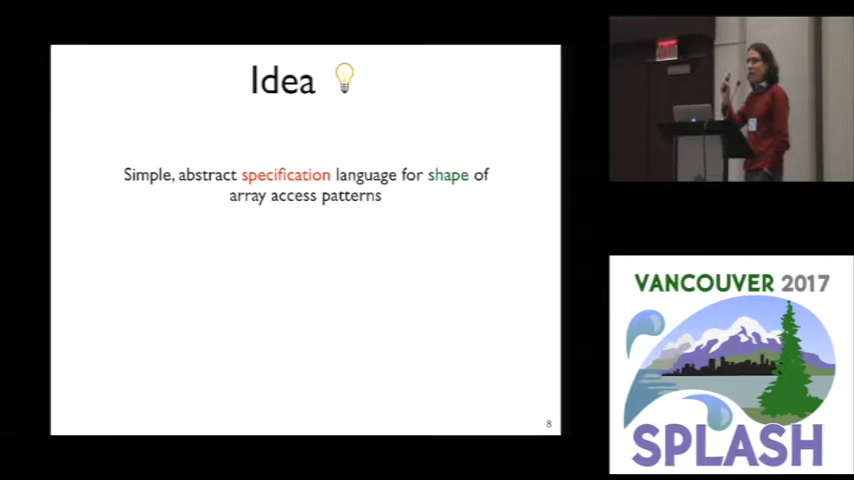 Idea
Simple, abstract specification language for shape of
array access patterns
8
VANCOUVER 2017
SPLASH